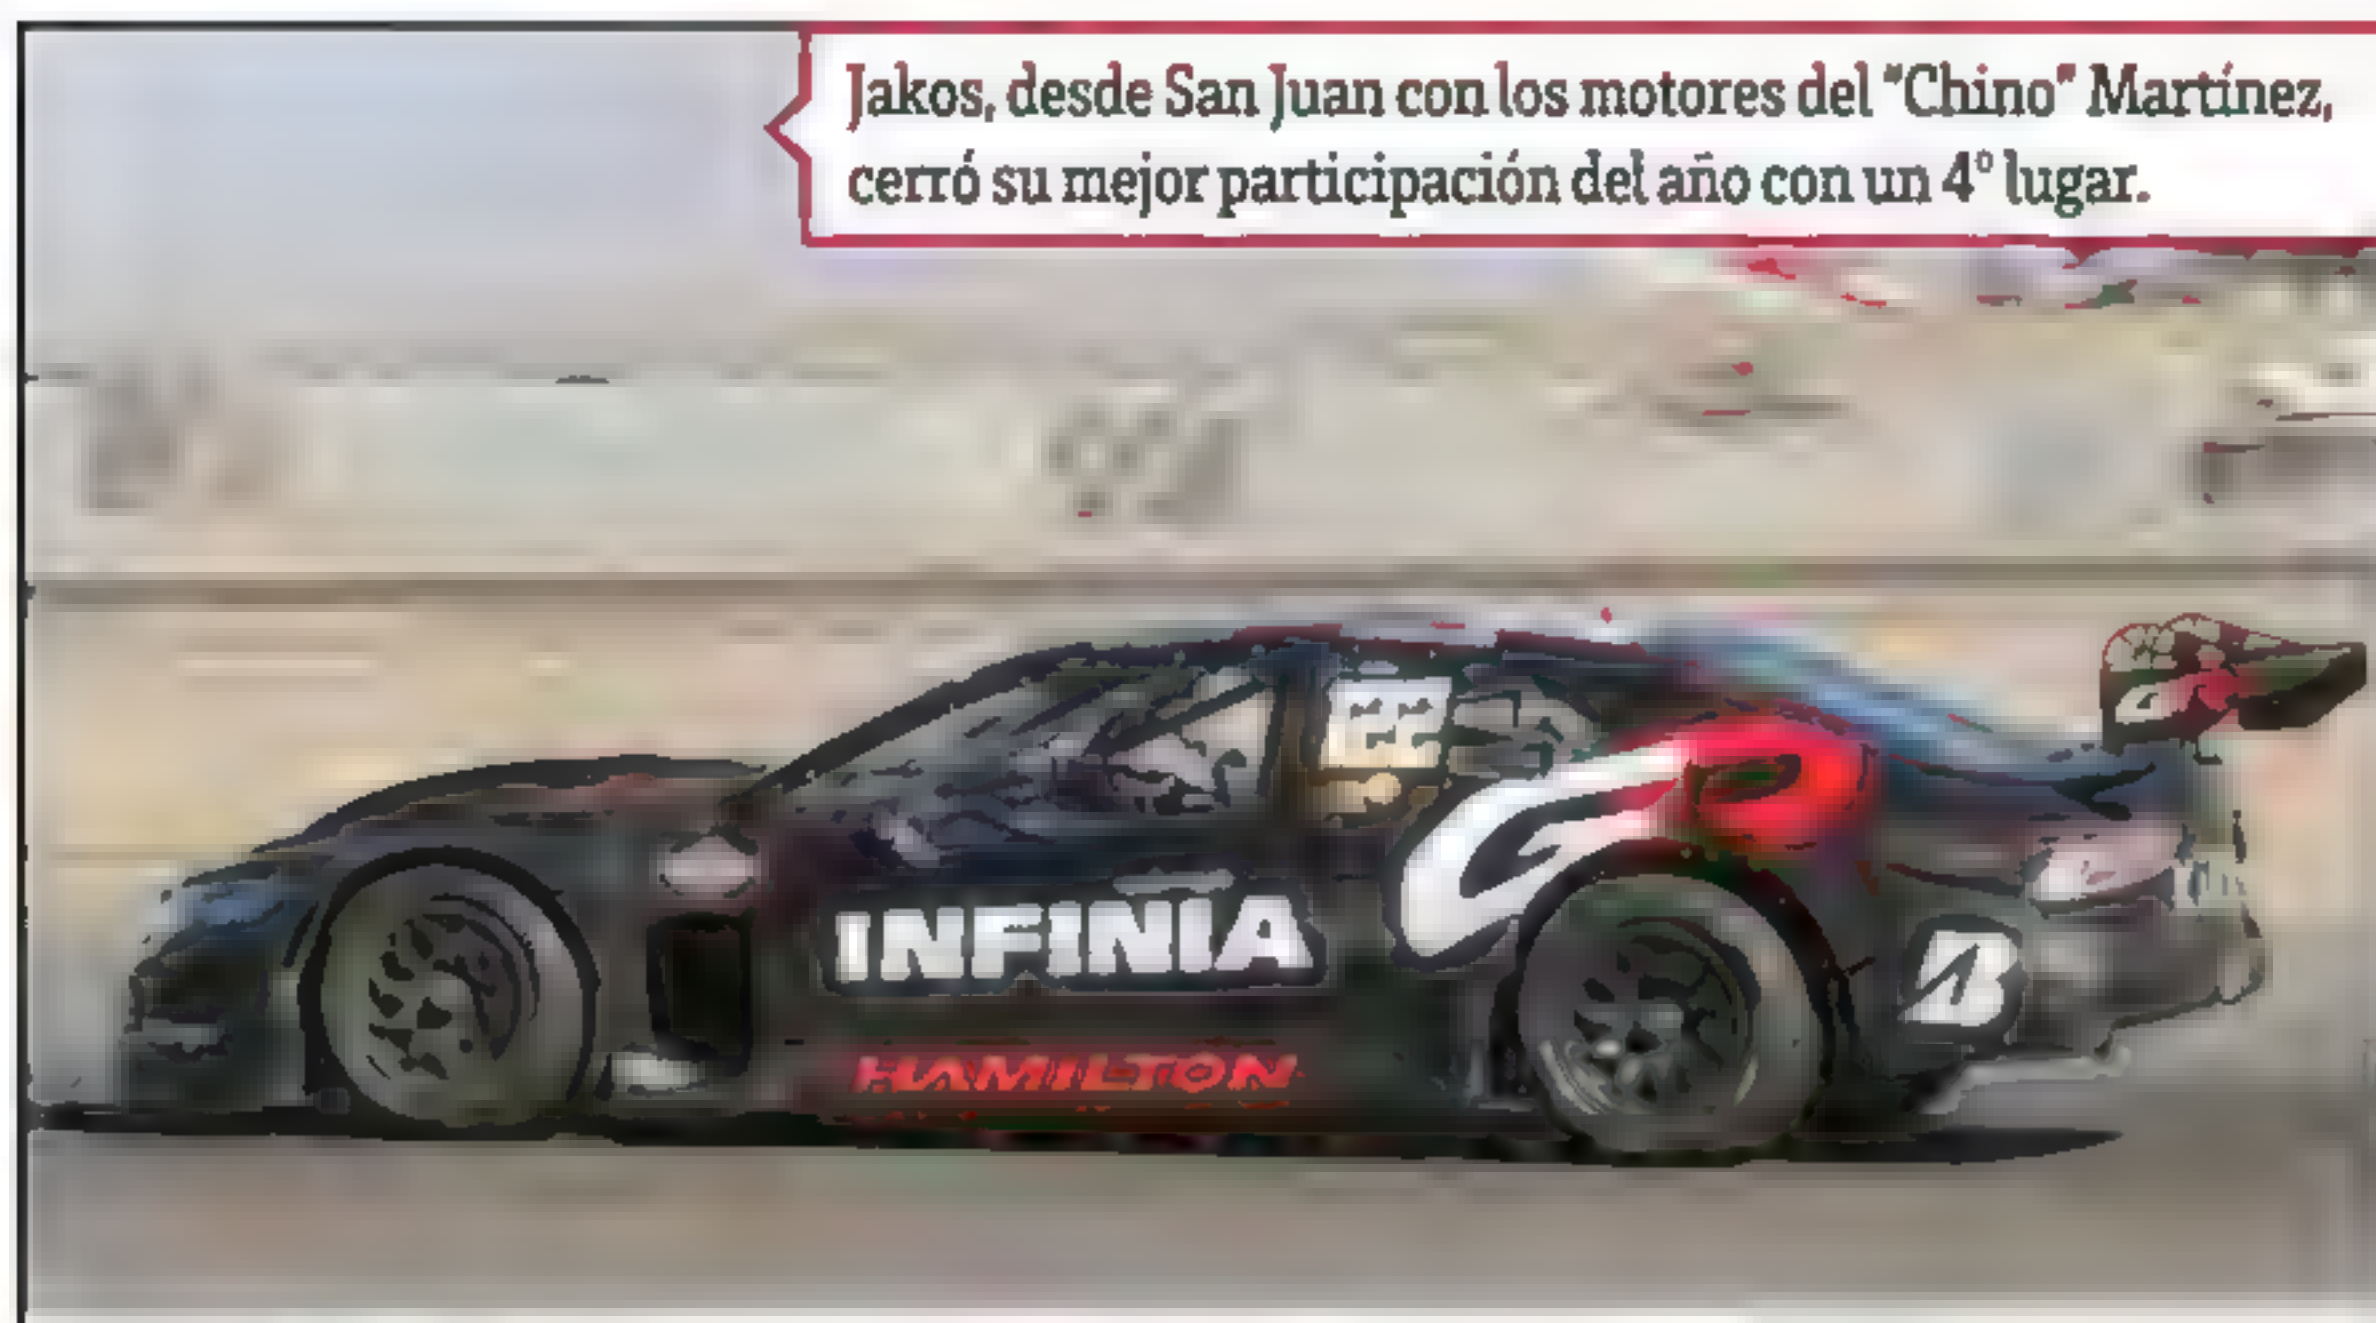 Jakos, desde San Juan con los motores del "Chino" Martínez,
cerró su mejor participación del año con un 4° lugar.
INFINIA
HAMILTON
B